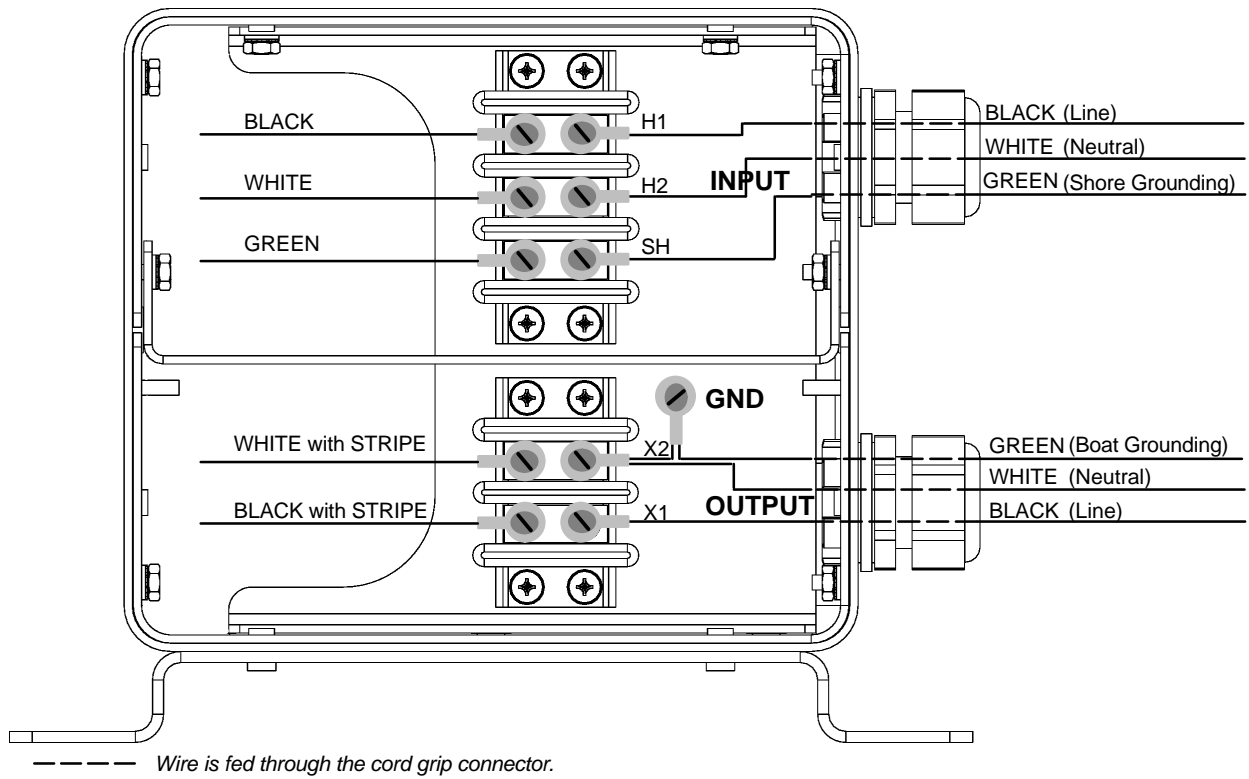 BLACK
H1
BLACK (Line)
WHITE
H2
INPUT
WHITE (Neutral)
GREEN
SH
GREEN (Shore Grounding)
GND
WHITE with STRIPE
X2
GREEN (Boat Grounding)
WHITE (Neutral)
BLACK with STRIPE
X1
OUTPUT
BLACK (Line)
Wire is fed through the cord grip connector.